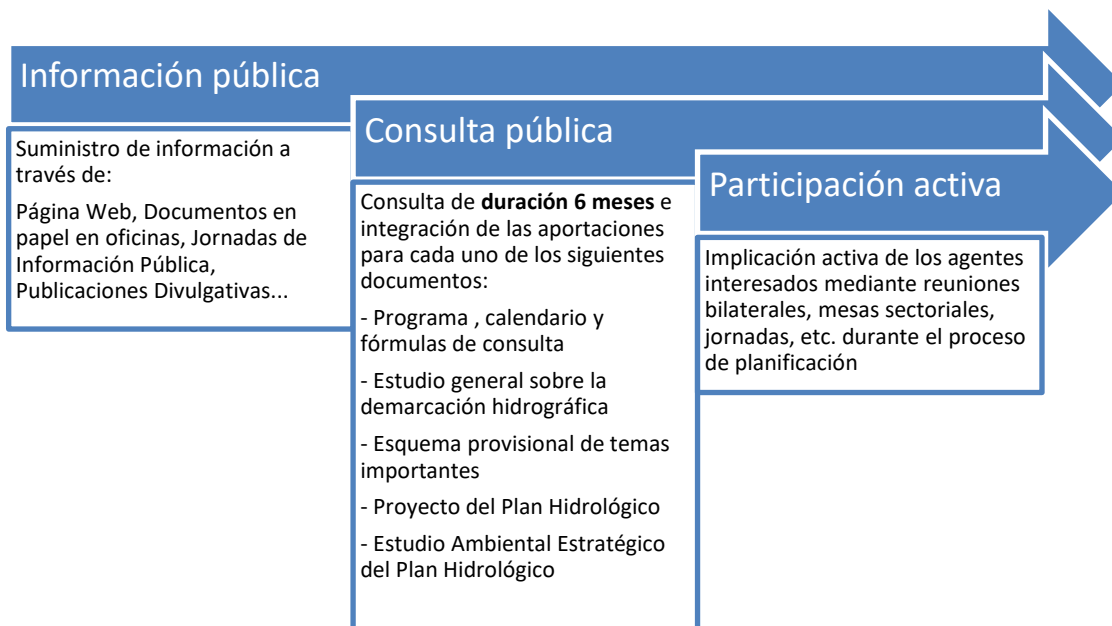 Información pública
Suministro de información a
través de:
Página Web, Documentos en
papel en oficinas, Jornadas de
Información Pública,
Publicaciones Divulgativas...
Consulta pública
Consulta de duración 6 meses e
integración de las aportaciones
para cada uno de los siguientes
documentos:
- Programa , calendario y
fórmulas de consulta
- Estudio general sobre la
demarcación hidrográfica
- Esquema provisional de temas
importantes
- Proyecto del Plan Hidrológico
- Estudio Ambiental Estratégico
del Plan Hidrológico
Participación activa
Implicación activa de los agentes
interesados mediante reuniones
bilaterales, mesas sectoriales,
jornadas, etc. durante el proceso
de planificación